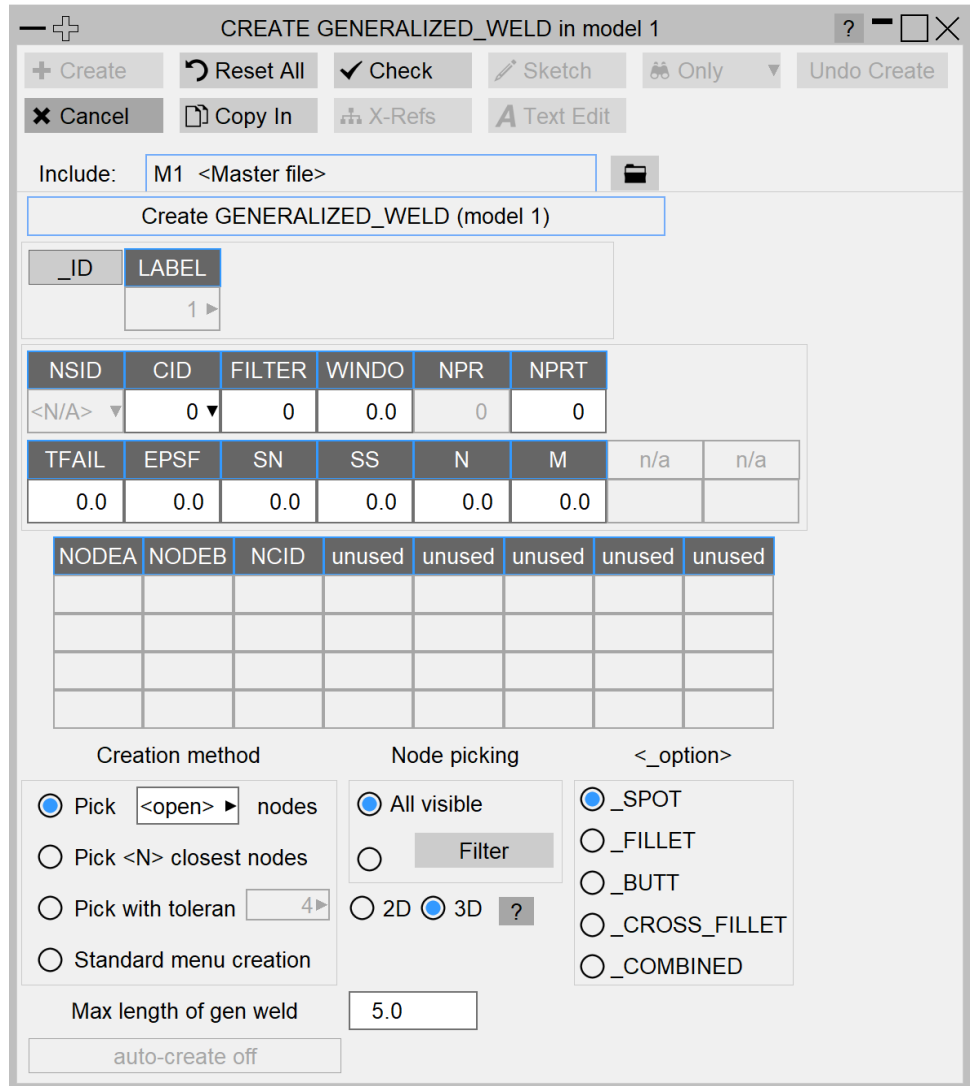 CREATE GENERALIZED_WELD in model 1 ?
Create Reset All Check Sketch Only Undo Create
Cancel Copy In X-Refs A Text Edit
Include: M1 <Master file>
Create GENERALIZED_WELD (model 1)
_ID LABEL
1
NSID CID FILTER WINDO NPR NPRT
<N/A> 0 0 0.0 0 0
TFAIL EPSF SN SS N M n/a n/a
0.0 0.0 0.0 0.0 0.0 0.0
NODEA NODEB NCID unused unused unused unused unused
Creation method Node picking <_option>
Pick <open> nodes All visible _SPOT
Pick <N> closest nodes Filter _FILLET
Pick with toleran 4 2D 3D ? _BUTT
Standard menu creation _CROSS_FILLET
_COMBINED
Max length of gen weld 5.0
auto-create off